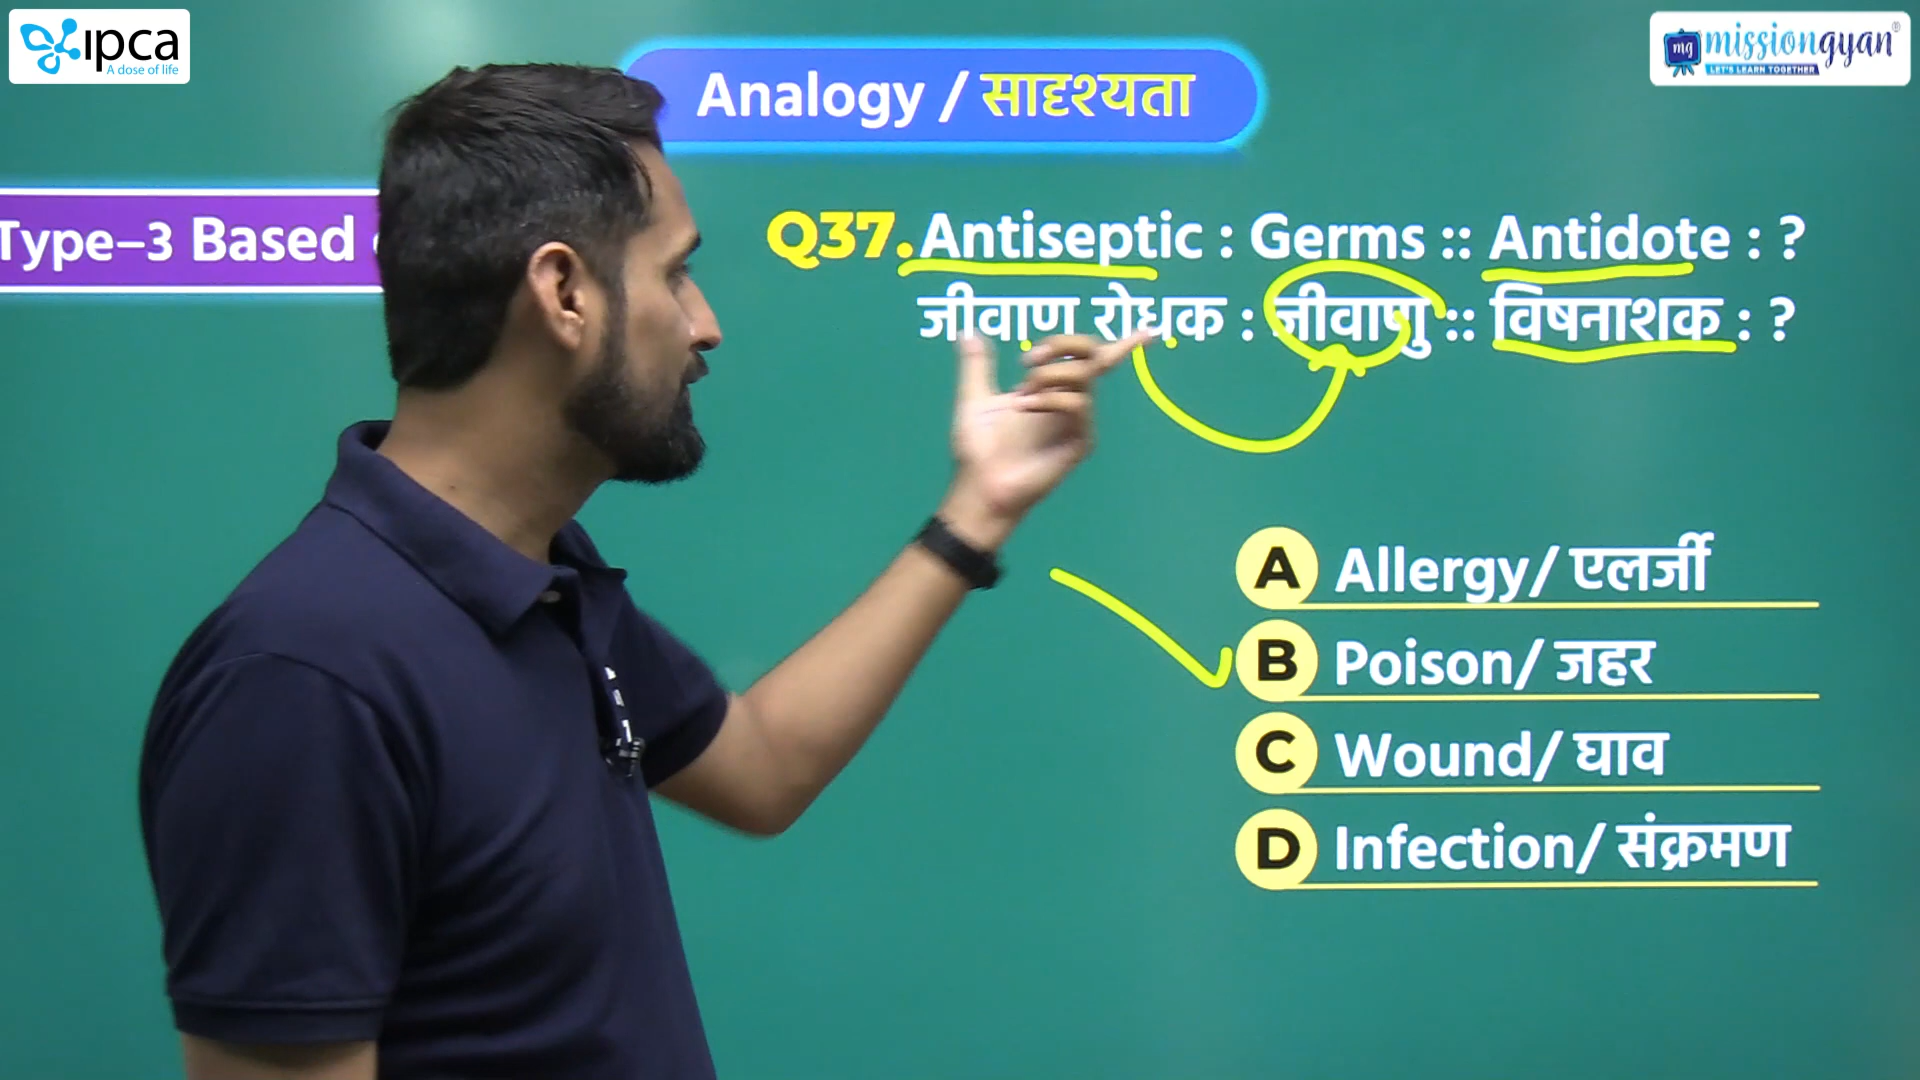 ipca
A dose of life
mg missiongyan®
LET'S LEARN TOGETHER
Analogy / सादृश्यता
Type-3 Based
Q37. Antiseptic : Germs :: Antidote : ?
जीवाणु रोधक : जीवाणु :: विषनाशक : ?
A Allergy/ एलर्जी
B Poison/ जहर
C Wound/ घाव
D Infection/ संक्रमण